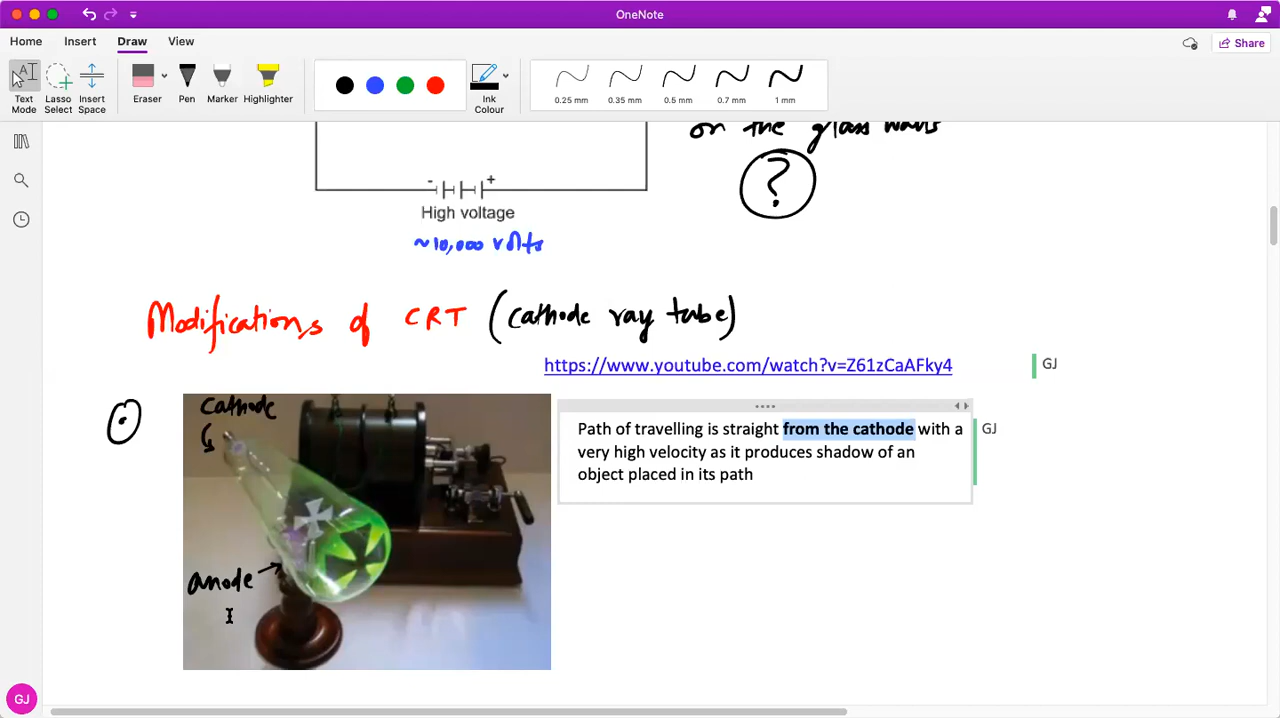 OneNote
Home Insert Draw View
Share
Text Mode
Lasso Select
Insert Space
Eraser
Pen
Marker
Highlighter
Ink Colour
0.25 mm
0.35 mm
0.5 mm
0.7 mm
1 mm
on the glass walls
?
- +
High voltage
~10,000 volts
Modifications of CRT (cathode ray tube)
https://www.youtube.com/watch?v=Z61zCaAFky4
GJ
cathode
Path of travelling is straight from the cathode with a
very high velocity as it produces shadow of an
object placed in its path
GJ
anode
GJ